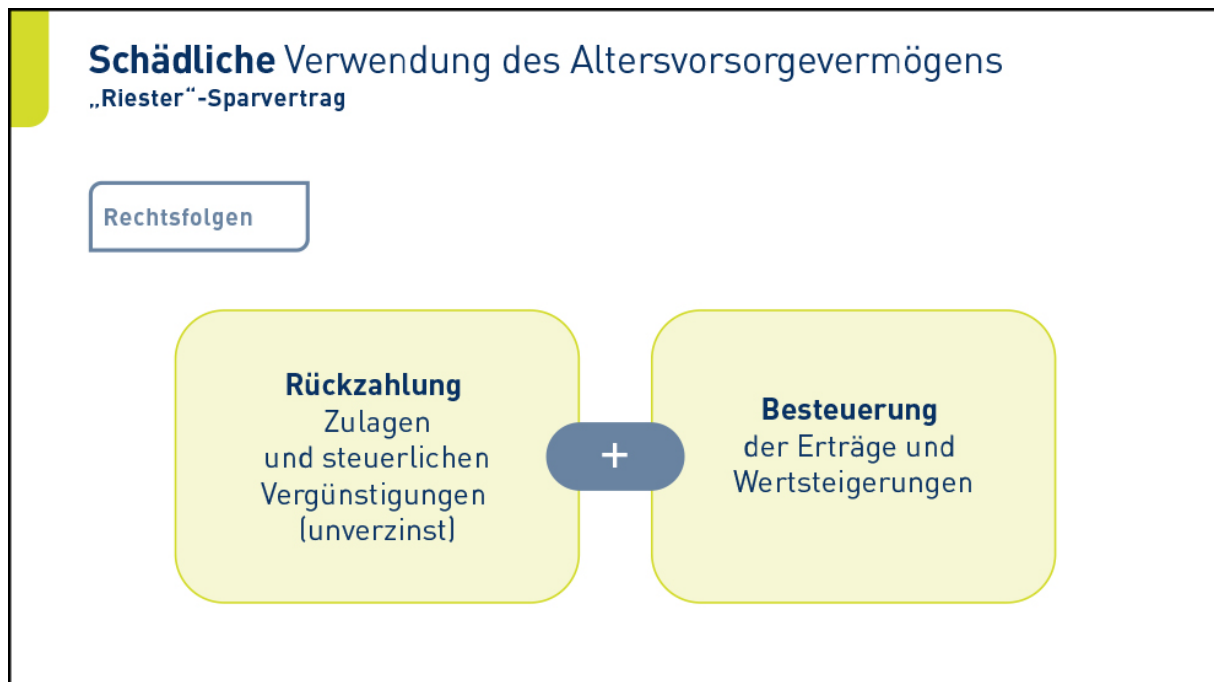 Schädliche Verwendung des Altersvorsorgevermögens
„Riester“-Sparvertrag
Rechtsfolgen
Rückzahlung
Zulagen
und steuerlichen
Vergünstigungen
(unverzinst)
+
Besteuerung
der Erträge und
Wertsteigerungen